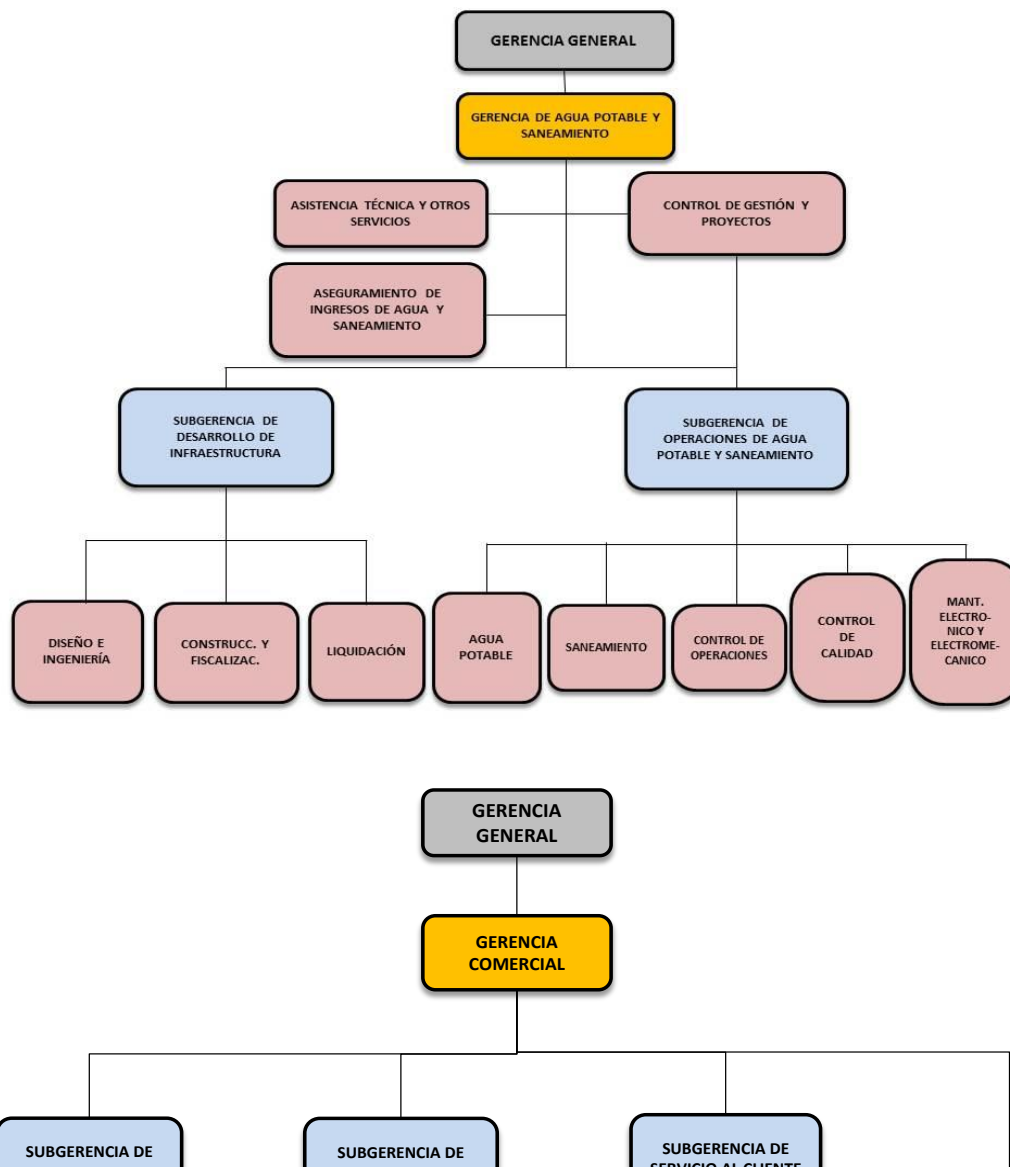 GERENCIA GENERAL
GERENCIA DE AGUA POTABLE Y
SANEAMIENTO
ASISTENCIA TÉCNICA Y OTROS
SERVICIOS
CONTROL DE GESTIÓN Y
PROYECTOS
ASEGURAMIENTO DE
INGRESOS DE AGUA Y
SANEAMIENTO
SUBGERENCIA DE
DESARROLLO DE
INFRAESTRUCTURA
SUBGERENCIA DE
OPERACIONES DE AGUA
POTABLE Y SANEAMIENTO
DISEÑO E
INGENIERÍA
CONSTRUCC. Y
FISCALIZAC.
LIQUIDACIÓN
AGUA
POTABLE
SANEAMIENTO
CONTROL DE
OPERACIONES
CONTROL
DE
CALIDAD
MANT.
ELECTRO-
NICO Y
ELECTROME-
CANICO
GERENCIA
GENERAL
GERENCIA
COMERCIAL
SUBGERENCIA DE
SUBGERENCIA DE
SUBGERENCIA DE
SERVICIO AL CLIENTE